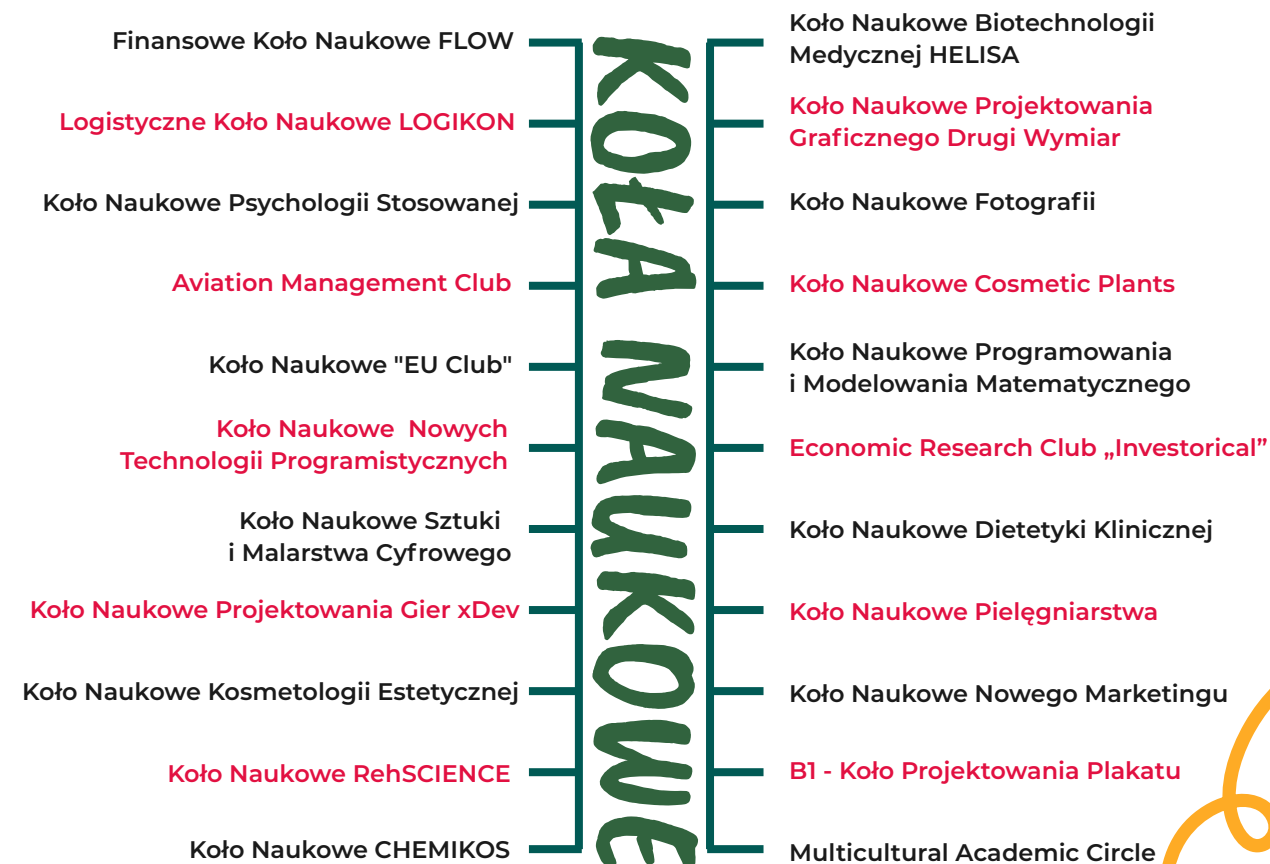 KOŁA NAUKOWE
Finansowe Koło Naukowe FLOW
Logistyczne Koło Naukowe LOGIKON
Koło Naukowe Psychologii Stosowanej
Aviation Management Club
Koło Naukowe "EU Club"
Koło Naukowe Nowych
Technologii Programistycznych
Koło Naukowe Sztuki
i Malarstwa Cyfrowego
Koło Naukowe Projektowania Gier xDev
Koło Naukowe Kosmetologii Estetycznej
Koło Naukowe RehSCIENCE
Koło Naukowe CHEMIKOS
Koło Naukowe Biotechnologii
Medycznej HELISA
Koło Naukowe Projektowania
Graficznego Drugi Wymiar
Koło Naukowe Fotografii
Koło Naukowe Cosmetic Plants
Koło Naukowe Programowania
i Modelowania Matematycznego
Economic Research Club „Investorical”
Koło Naukowe Dietetyki Klinicznej
Koło Naukowe Pielęgniarstwa
Koło Naukowe Nowego Marketingu
B1 - Koło Projektowania Plakatu
Multicultural Academic Circle